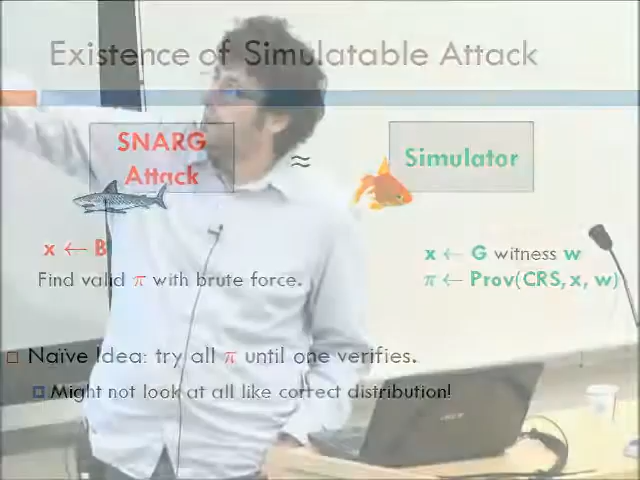 Existence of Simulatable Attack
SNARG
Attack
≈
Simulator
x ← B
Find valid π with brute force.
x ← G witness w
π ← Prov(CRS, x, w)
Naïve Idea: try all π until one verifies.
Might not look at all like correct distribution!